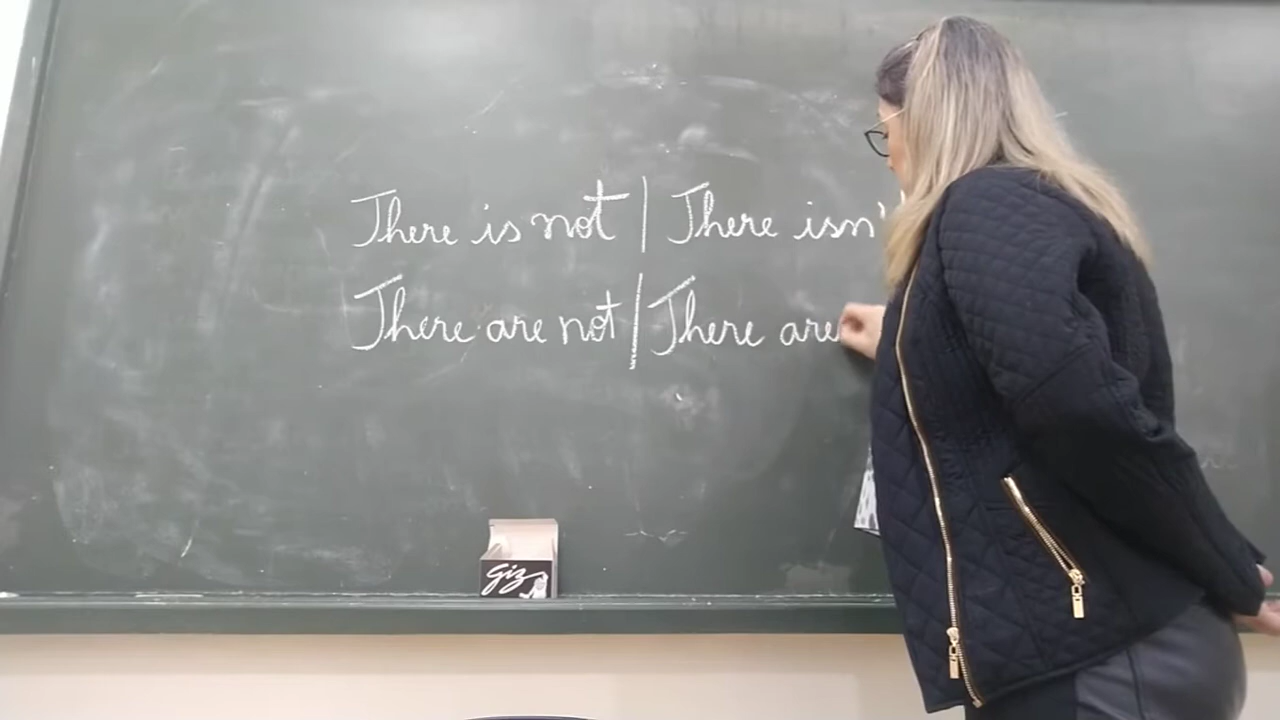 There is not | There isn'
There are not | There are
Giz